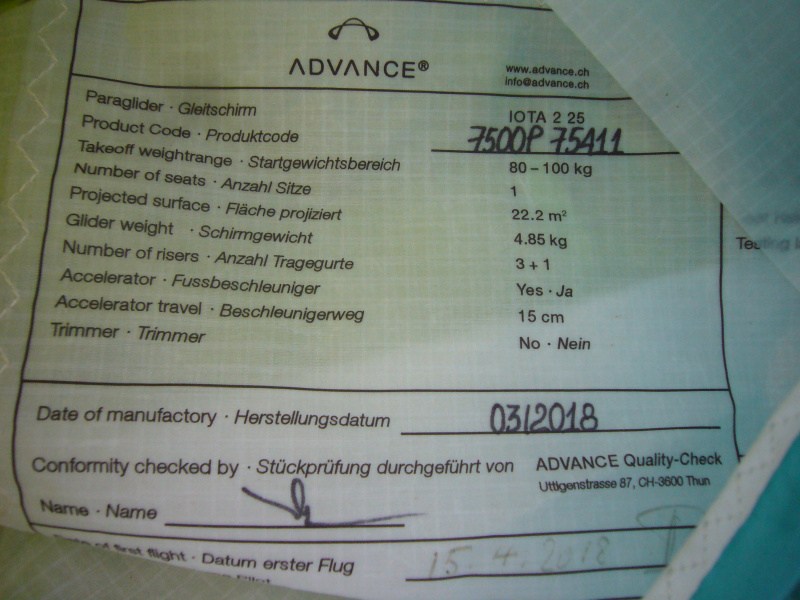 ADVANCE®
www.advance.ch
info@advance.ch
Paraglider · Gleitschirm IOTA 2 25
Product Code · Produktcode 7500P 75411
Takeoff weightrange · Startgewichtsbereich 80 – 100 kg
Number of seats · Anzahl Sitze 1
Projected surface · Fläche projiziert 22.2 m²
Glider weight · Schirmgewicht 4.85 kg
Number of risers · Anzahl Tragegurte 3 + 1
Accelerator · Fussbeschleuniger Yes · Ja
Accelerator travel · Beschleunigerweg 15 cm
Trimmer · Trimmer No · Nein
Date of manufactory · Herstellungsdatum 03/2018
Conformity checked by · Stückprüfung durchgeführt von ADVANCE Quality-Check
Uttigenstrasse 87, CH-3600 Thun
Name · Name
of first flight · Datum erster Flug 15.4.2018
Testing